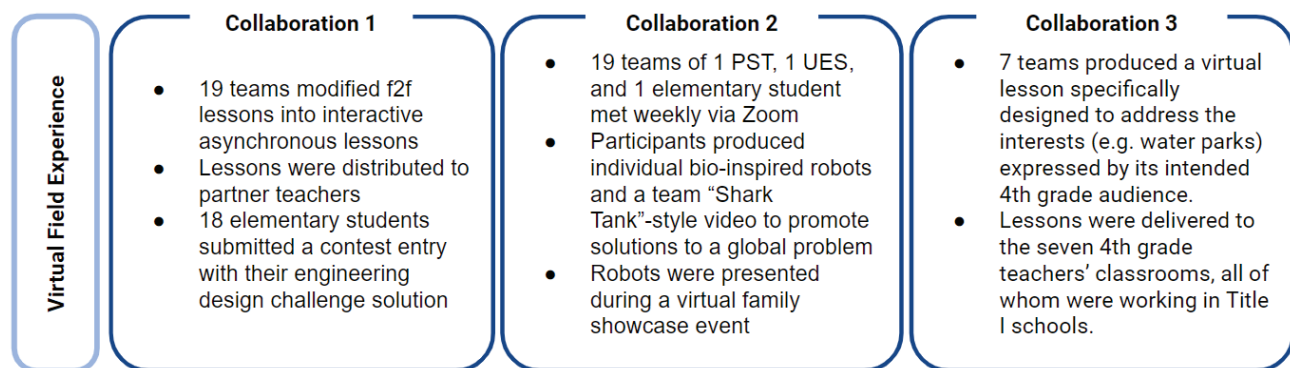 Virtual Field Experience
Collaboration 1
● 19 teams modified f2f
lessons into interactive
asynchronous lessons
● Lessons were distributed to
partner teachers
● 18 elementary students
submitted a contest entry
with their engineering
design challenge solution
Collaboration 2
● 19 teams of 1 PST, 1 UES,
and 1 elementary student
met weekly via Zoom
● Participants produced
individual bio-inspired robots
and a team “Shark
Tank”-style video to promote
solutions to a global problem
● Robots were presented
during a virtual family
showcase event
Collaboration 3
● 7 teams produced a virtual
lesson specifically
designed to address the
interests (e.g. water parks)
expressed by its intended
4th grade audience.
● Lessons were delivered to
the seven 4th grade
teachers’ classrooms, all of
whom were working in Title
I schools.